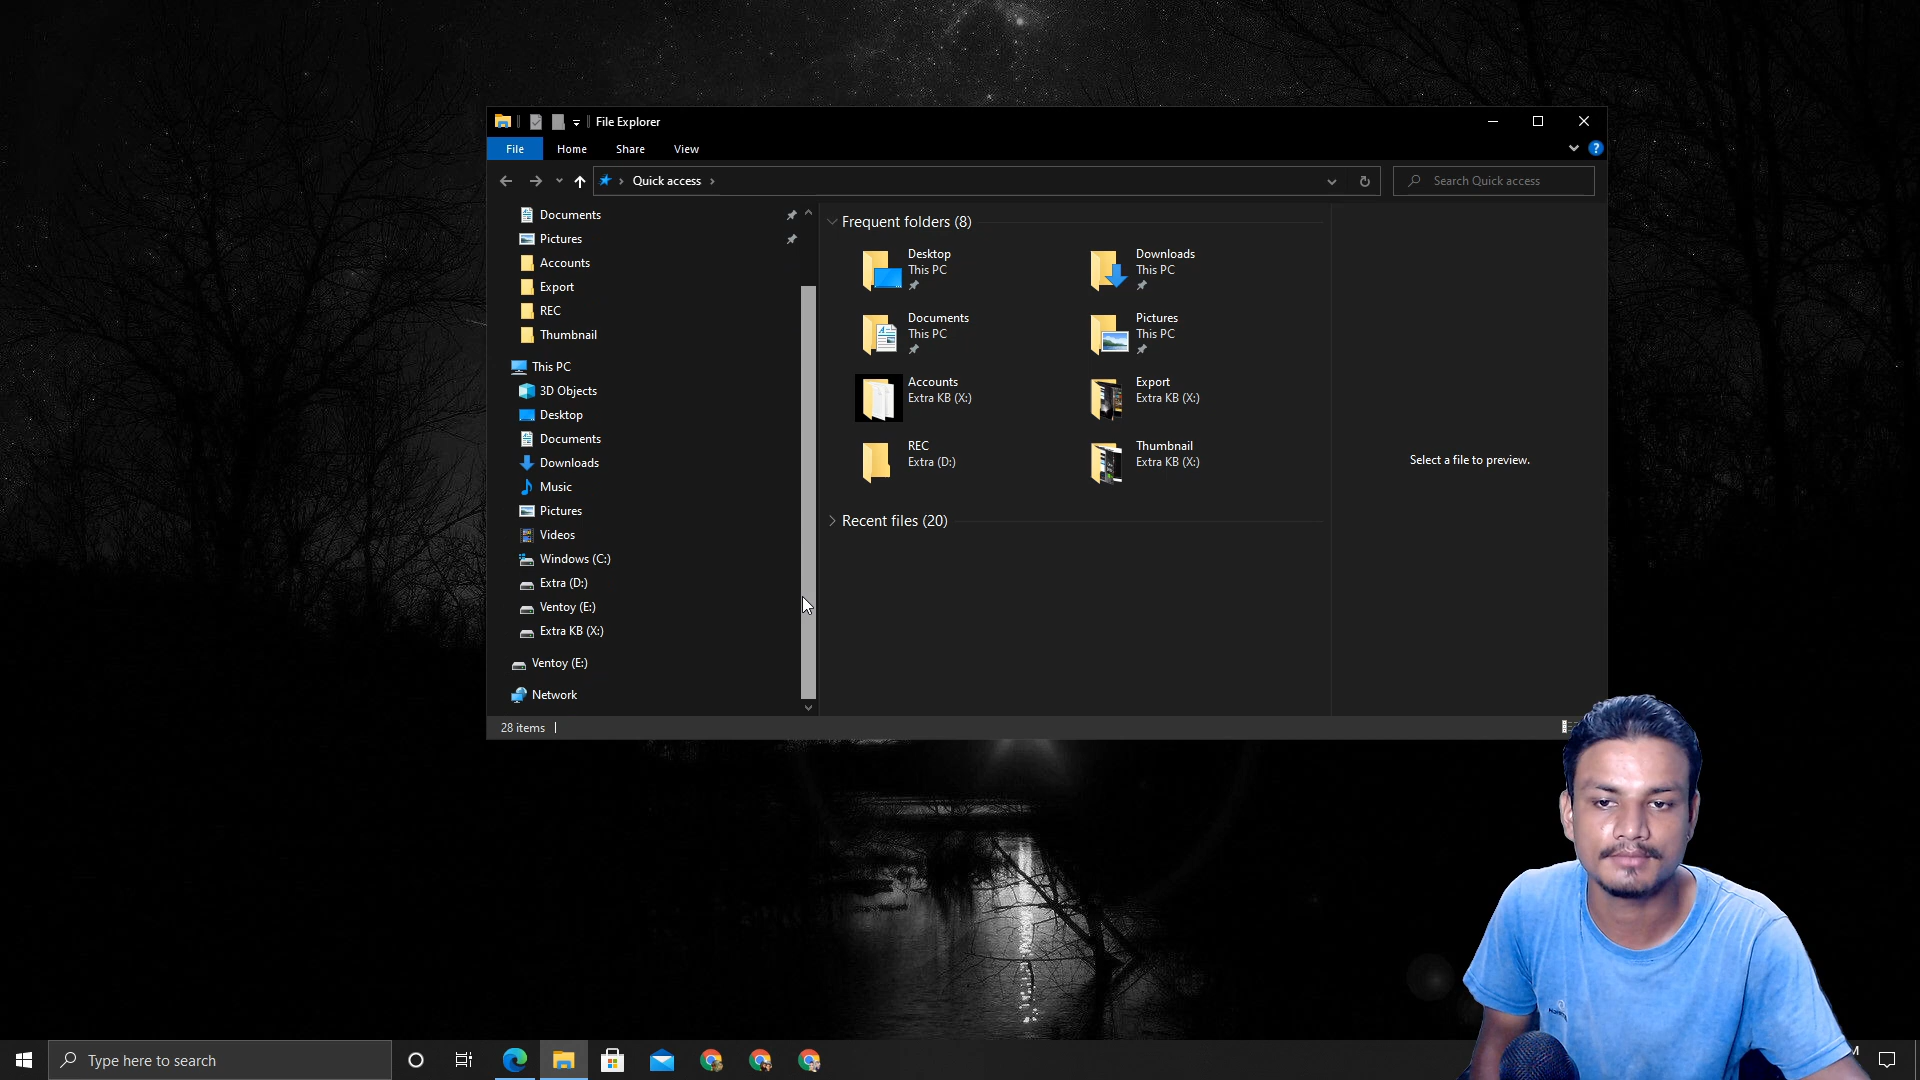 File Explorer
File Home Share View
Quick access
Search Quick access
Documents
Pictures
Accounts
Export
REC
Thumbnail
This PC
3D Objects
Desktop
Documents
Downloads
Music
Pictures
Videos
Windows (C:)
Extra (D:)
Ventoy (E:)
Extra KB (X:)
Ventoy (E:)
Network
Frequent folders (8)
Desktop
This PC
Downloads
This PC
Documents
This PC
Pictures
This PC
Accounts
Extra KB (X:)
Export
Extra KB (X:)
REC
Extra (D:)
Thumbnail
Extra KB (X:)
Recent files (20)
Select a file to preview.
28 items
Type here to search